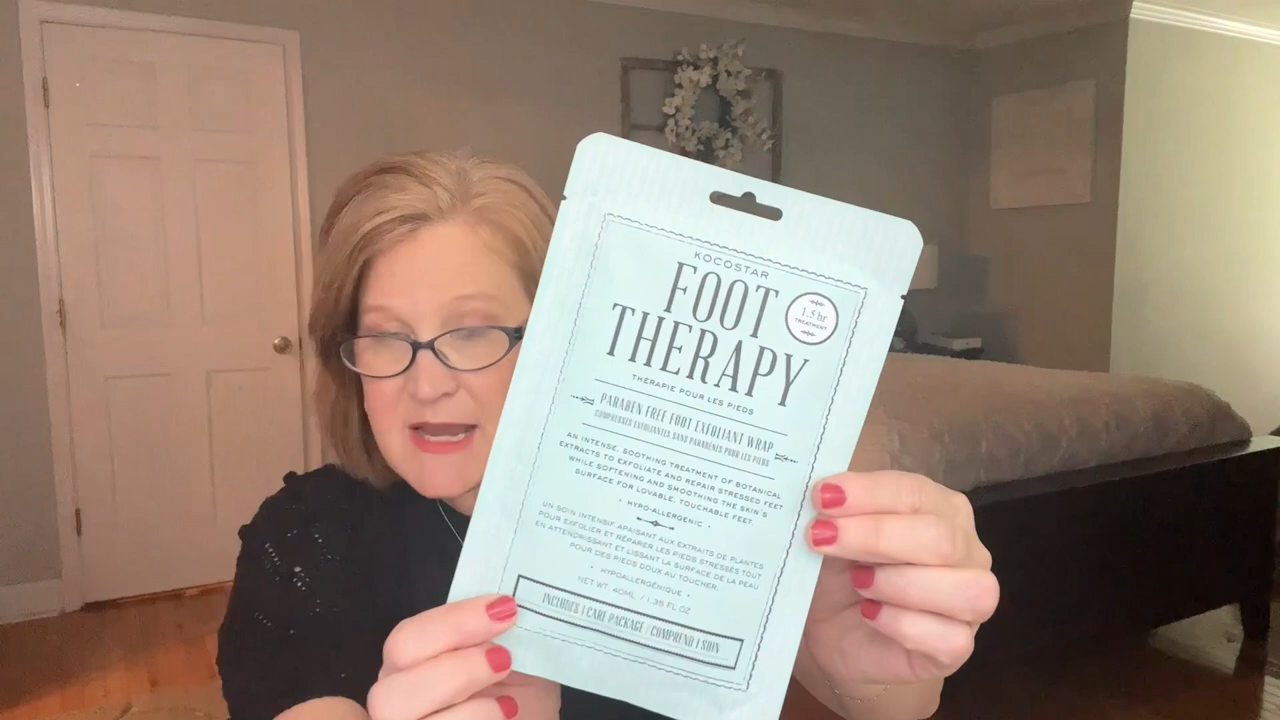 KOCOSTAR
FOOT
THERAPY
1.5 hr
TREATMENT
THÉRAPIE POUR LES PIEDS
PARABEN FREE FOOT EXFOLIANT WRAP
COMPRESSES EXFOLIANTES SANS PARABÈNES POUR LES PIEDS
AN INTENSE, SOOTHING TREATMENT OF BOTANICAL
EXTRACTS TO EXFOLIATE AND REPAIR STRESSED FEET
WHILE SOFTENING AND SMOOTHING THE SKIN'S
SURFACE FOR LOVABLE, TOUCHABLE FEET.
• HYPO-ALLERGENIC •
UN SOIN INTENSIF APAISANT AUX EXTRAITS DE PLANTES
POUR EXFOLIER ET RÉPARER LES PIEDS STRESSÉS TOUT
EN ATTENDRISSANT ET LISSANT LA SURFACE DE LA PEAU
POUR DES PIEDS DOUX AU TOUCHER.
• HYPOALLERGÉNIQUE •
NET WT. 40ML / 1.35 FL OZ
INCLUDES 1 CARE PACKAGE / COMPREND 1 SOIN